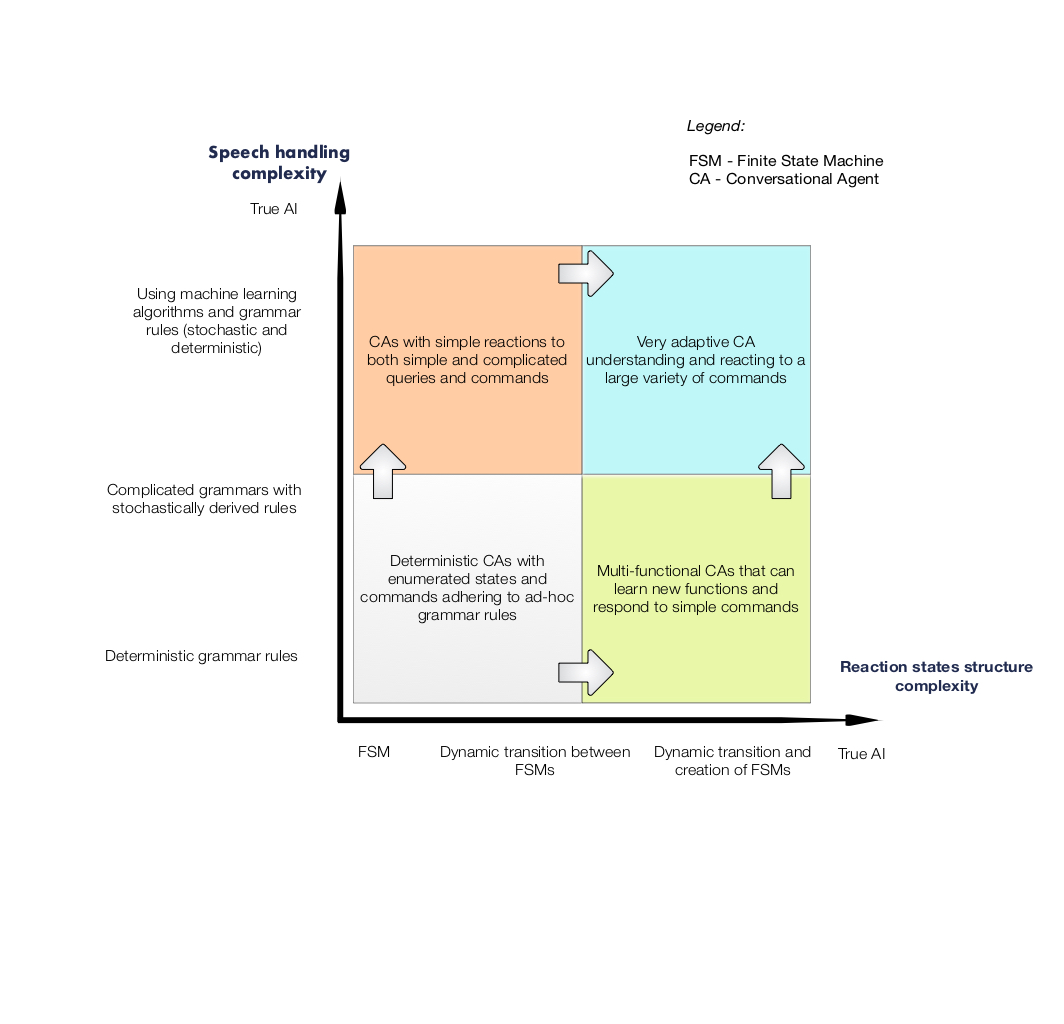 Legend:
FSM - Finite State Machine
CA - Conversational Agent
Speech handling
complexity
True AI
Using machine learning
algorithms and grammar
rules (stochastic and
deterministic)
Complicated grammars with
stochastically derived rules
Deterministic grammar rules
CAs with simple reactions to
both simple and complicated
queries and commands
Very adaptive CA
understanding and reacting to a
large variety of commands
Deterministic CAs with
enumerated states and
commands adhering to ad-hoc
grammar rules
Multi-functional CAs that can
learn new functions and
respond to simple commands
Reaction states structure
complexity
FSM
Dynamic transition between
FSMs
Dynamic transition and
creation of FSMs
True AI